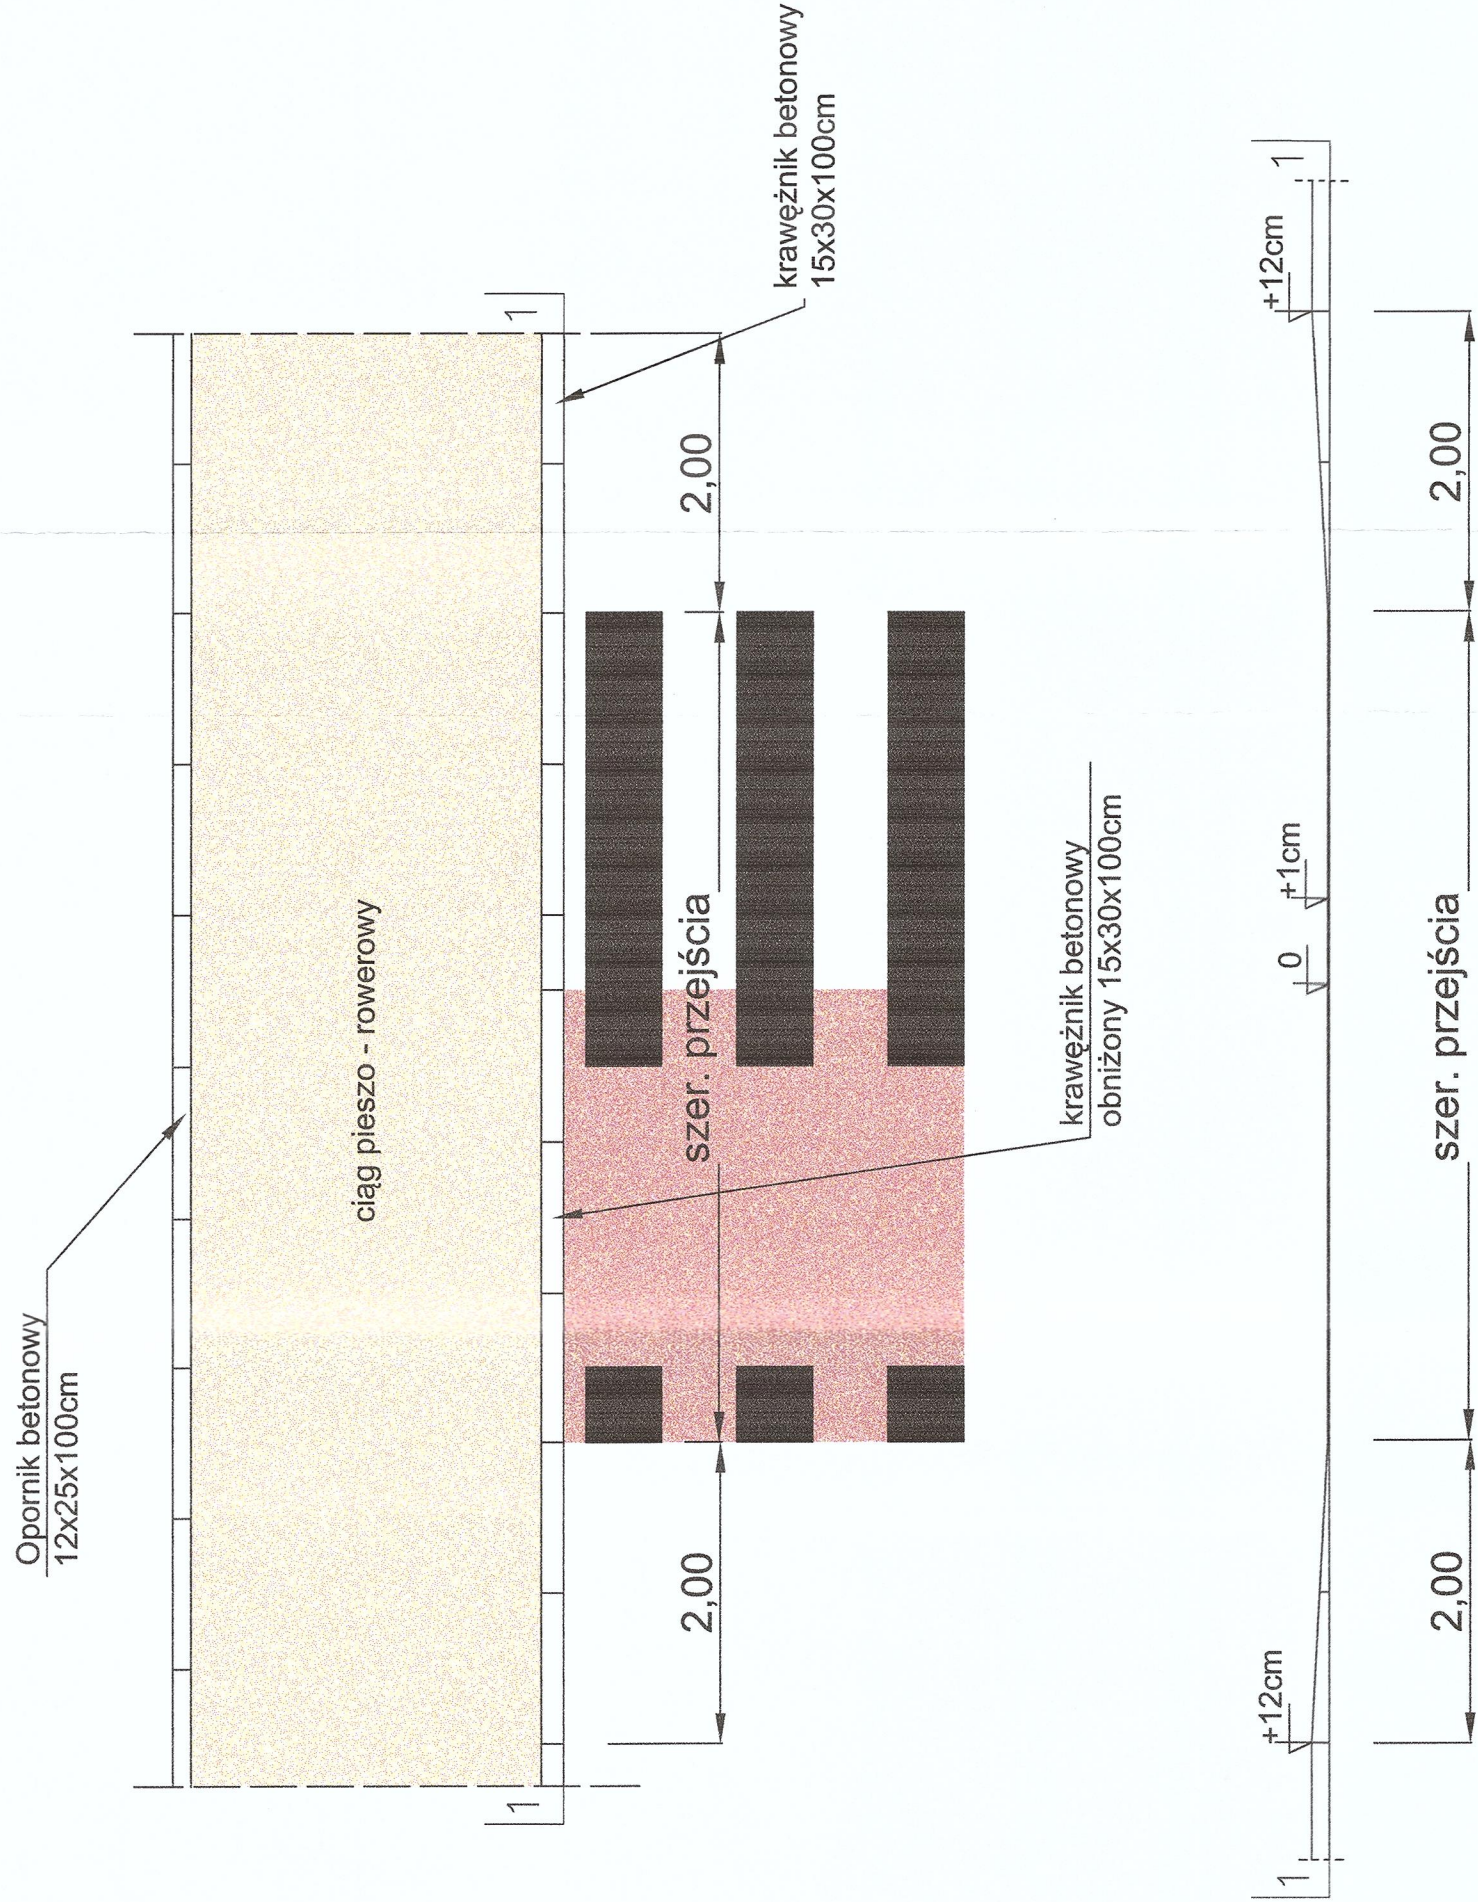 Opornik betonowy
12x25x100cm
ciąg pieszo - rowerowy
1
1
krawężnik betonowy
15x30x100cm
2,00
szer. przejścia
2,00
krawężnik betonowy
obniżony 15x30x100cm
1
+12cm
0
+1cm
+12cm
1
2,00
szer. przejścia
2,00